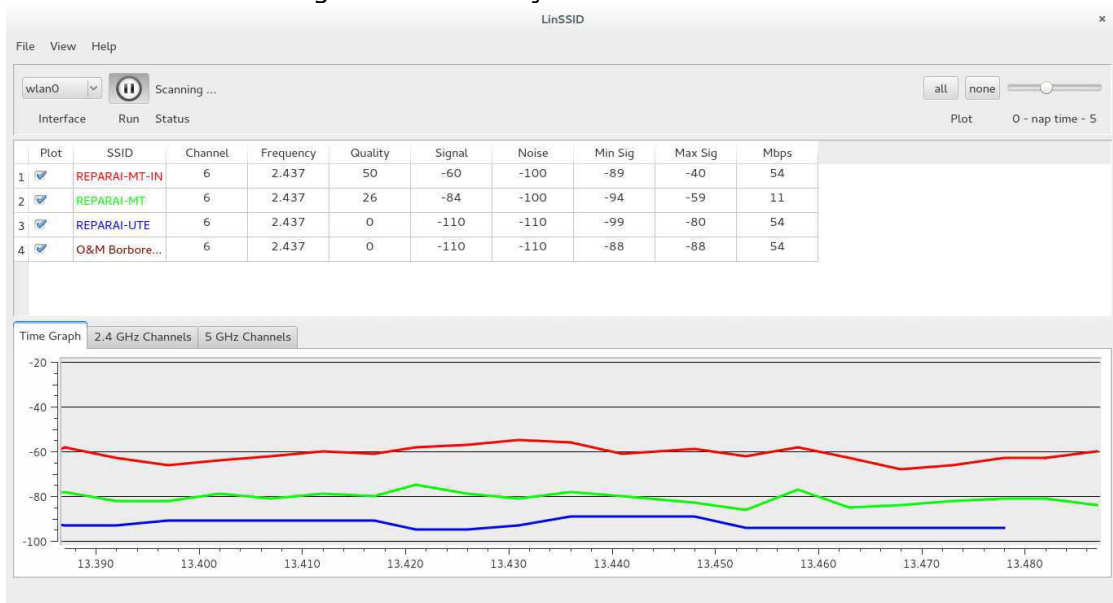 LinSSID
File View Help
wlan0 Scanning ... all none
Interface Run Status Plot 0 - nap time - 5
Plot SSID Channel Frequency Quality Signal Noise Min Sig Max Sig Mbps
1 REPARAI-MT-IN 6 2.437 50 -60 -100 -89 -40 54
2 REPARAI-MT 6 2.437 26 -84 -100 -94 -59 11
3 REPARAI-UTE 6 2.437 0 -110 -110 -99 -80 54
4 O&M Borbore... 6 2.437 0 -110 -110 -88 -88 54
Time Graph 2.4 GHz Channels 5 GHz Channels
-20
-40
-60
-80
-100
13.390 13.400 13.410 13.420 13.430 13.440 13.450 13.460 13.470 13.480